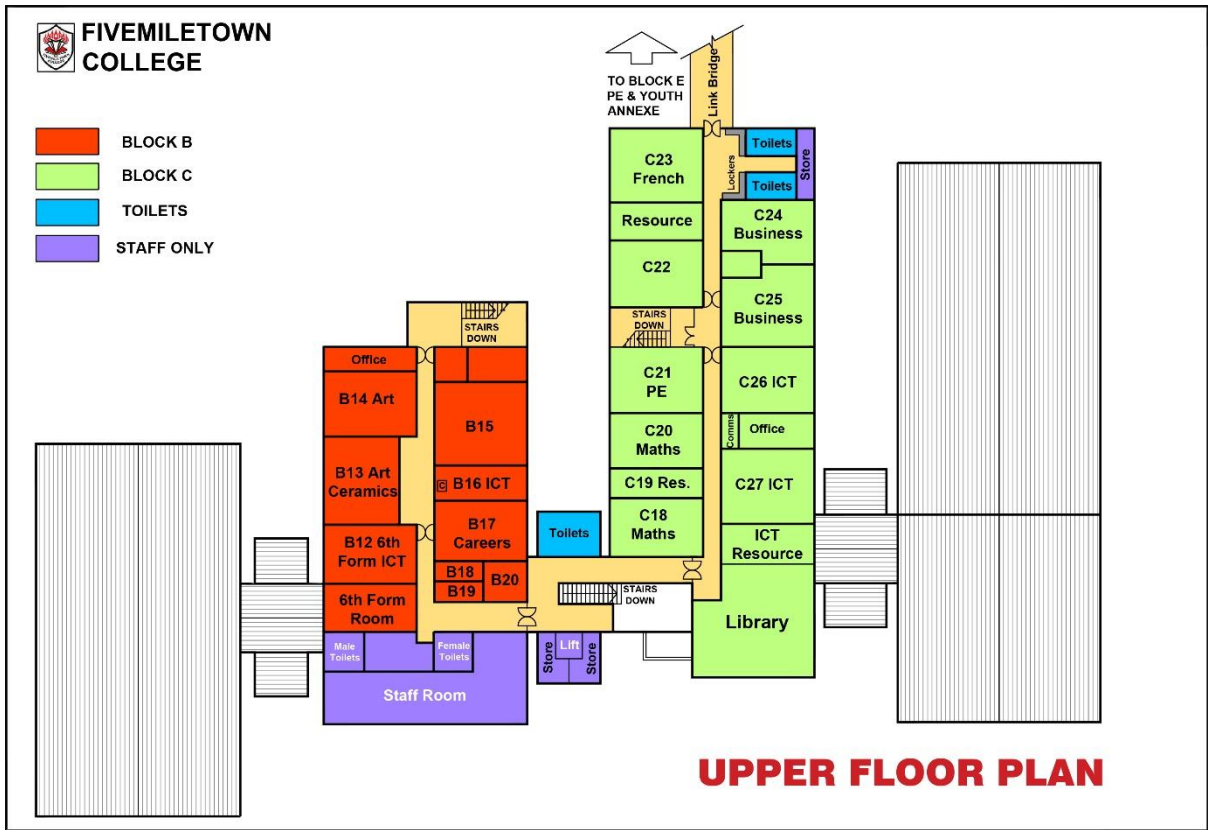 FIVEMILETOWN
COLLEGE
BLOCK B
BLOCK C
TOILETS
STAFF ONLY
TO BLOCK E
PE & YOUTH
ANNEXE
Link Bridge
C23
French
Resource
C22
STAIRS
DOWN
C21
PE
C20
Maths
C19 Res.
C18
Maths
Lockers
Toilets
Toilets
Store
C24
Business
C25
Business
C26 ICT
Comms
Office
C27 ICT
ICT
Resource
Library
STAIRS
DOWN
Office
B14 Art
B13 Art
Ceramics
B12 6th
Form ICT
6th Form
Room
B15
C
B16 ICT
B17
Careers
B18
B19
B20
Toilets
STAIRS
DOWN
Male
Toilets
Female
Toilets
Staff Room
Store
Lift
Store
UPPER FLOOR PLAN